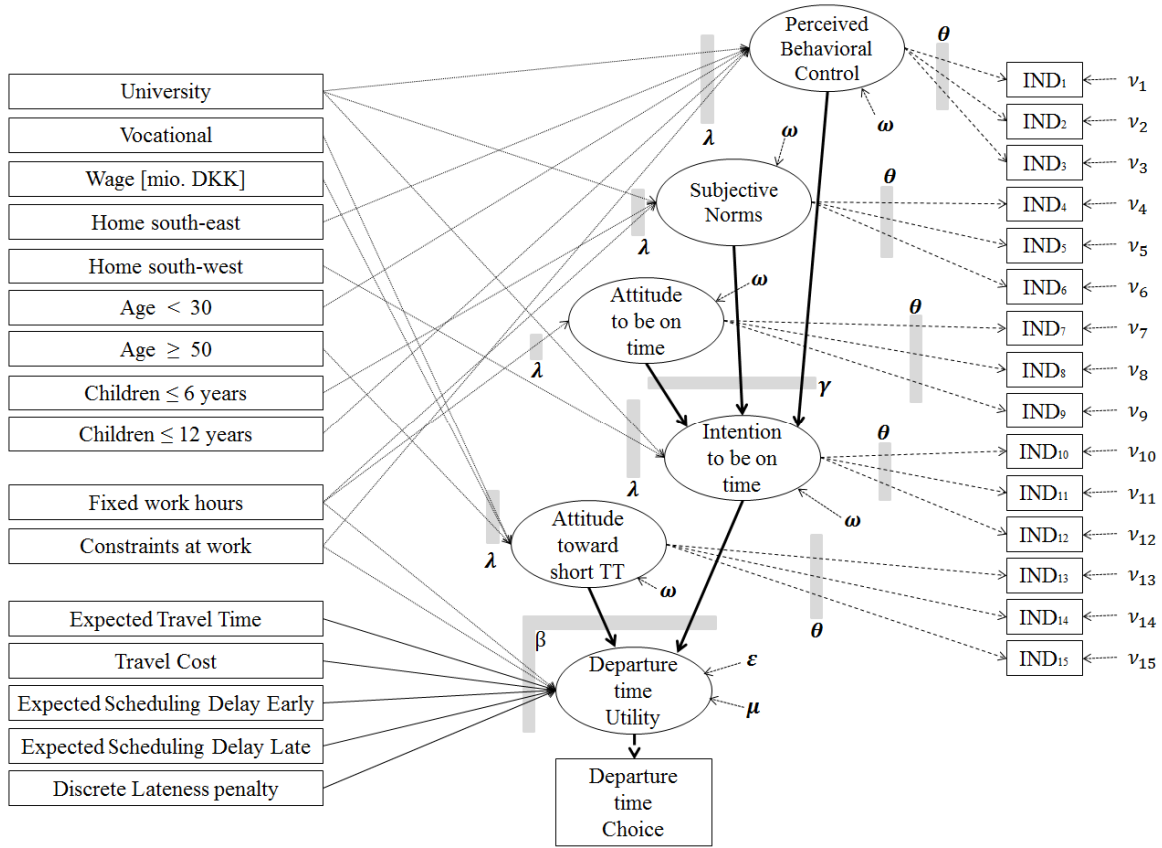 University
Vocational
Wage [mio. DKK]
Home south-east
Home south-west
Age < 30
Age ≥ 50
Children ≤ 6 years
Children ≤ 12 years
Fixed work hours
Constraints at work
Expected Travel Time
Travel Cost
Expected Scheduling Delay Early
Expected Scheduling Delay Late
Discrete Lateness penalty
Perceived
Behavioral
Control
ω
λ
θ
Subjective
Norms
ω
λ
θ
Attitude
to be on
time
ω
λ
θ
γ
Intention
to be on
time
ω
λ
θ
Attitude
toward
short TT
ω
λ
θ
β
Departure
time
Utility
ε
μ
Departure
time
Choice
IND₁ ν₁
IND₂ ν₂
IND₃ ν₃
IND₄ ν₄
IND₅ ν₅
IND₆ ν₆
IND₇ ν₇
IND₈ ν₈
IND₉ ν₉
IND₁₀ ν₁₀
IND₁₁ ν₁₁
IND₁₂ ν₁₂
IND₁₃ ν₁₃
IND₁₄ ν₁₄
IND₁₅ ν₁₅